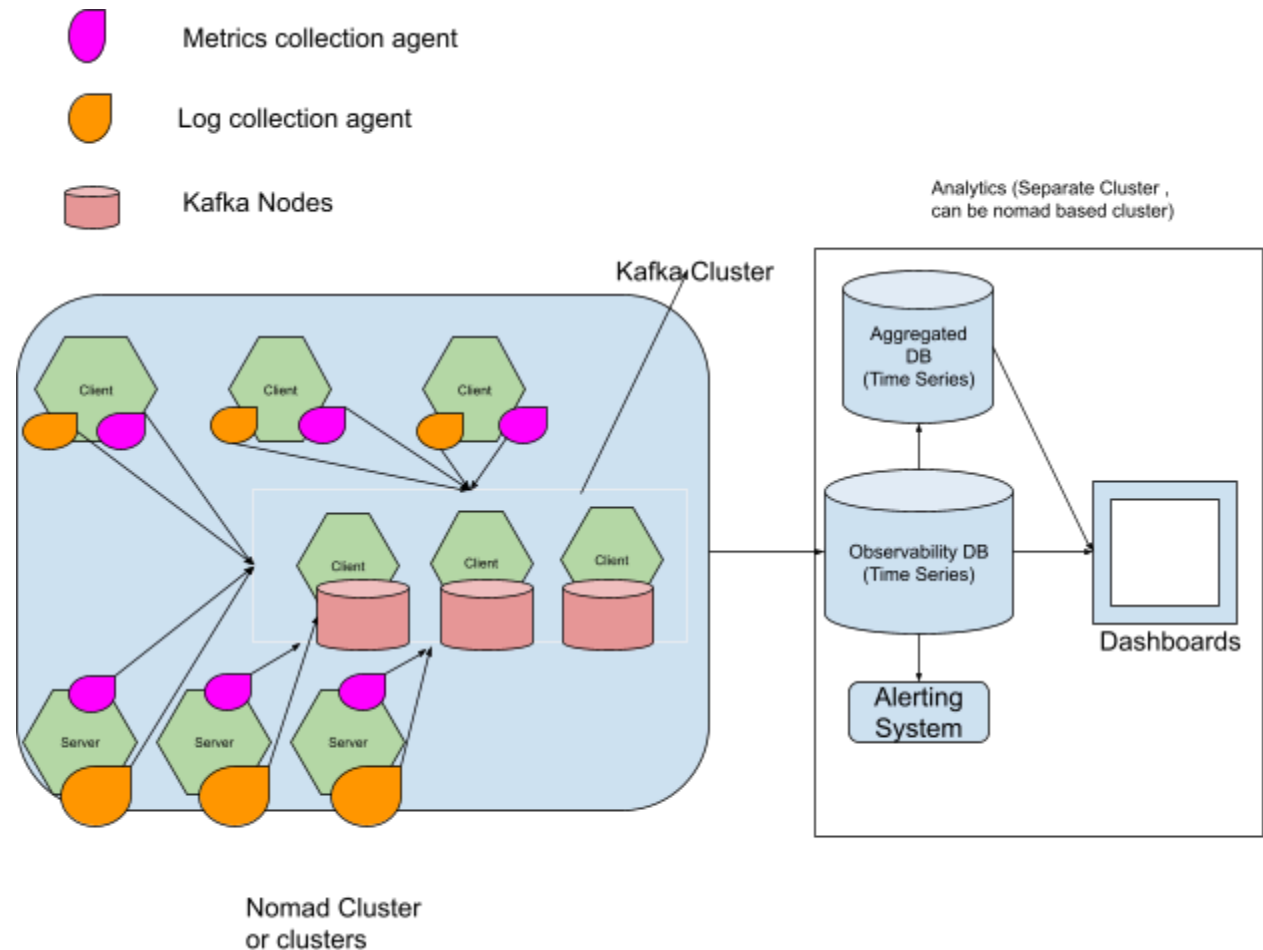 Metrics collection agent
Log collection agent
Kafka Nodes
Analytics (Separate Cluster ,
can be nomad based cluster)
Kafka Cluster
Client
Client
Client
Client
Client
Client
Server
Server
Server
Aggregated
DB
(Time Series)
Observability DB
(Time Series)
Dashboards
Alerting
System
Nomad Cluster
or clusters